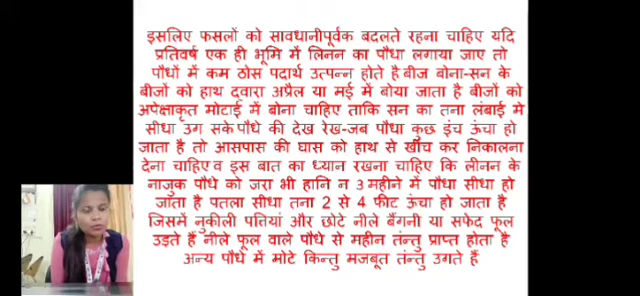 इसलिए फसलों को सावधानीपूर्वक बदलते रहना चाहिए यदि
प्रतिवर्ष एक ही भूमि में लिनन का पौधा लगाया जाए तो
पौधों में कम ठोस पदार्थ उत्पन्न होते है बीज बोना-सन के
बीजों को हाथ द्वारा अप्रैल या मई में बोया जाता है बीजों को
अपेक्षाकृत मोटाई में बोना चाहिए ताकि सन का तना लंबाई मे
सीधा उग सके पौधे की देख रेख-जब पौधा कुछ इंच ऊंचा हो
जाता है तो आसपास की घास को हाथ से खींच कर निकालना
देना चाहिए व इस बात का ध्यान रखना चाहिए कि लीनन के
नाजुक पौधे को जरा भी हानि न 3 महीने में पौधा सीधा हो
जाता है पतला सीधा तना 2 से 4 फीट ऊंचा हो जाता है
जिसमें नुकीली पत्तियां और छोटे नीले बैंगनी या सफेद फूल
उड़ते हैं नीले फूल वाले पौधे से महीन तंन्तु प्राप्त होता है
अन्य पौधे में मोटे किन्तु मजबूत तंन्तु उगते हैं